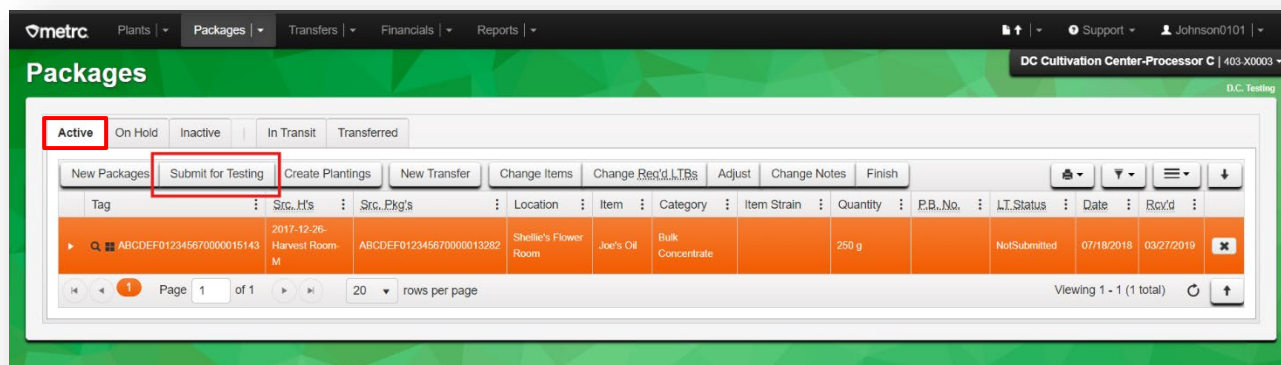 metrc Plants Packages Transfers Financials Reports Support Johnson0101
Packages
DC Cultivation Center-Processor C | 403-X0003
D.C. Testing
Active On Hold Inactive In Transit Transferred
New Packages Submit for Testing Create Plantings New Transfer Change Items Change Req'd LTBs Adjust Change Notes Finish
Tag Src. H's Src. Pkg's Location Item Category Item Strain Quantity P.B. No. LT Status Date Rcv'd
ABCDEF012345670000015143 2017-12-26-Harvest Room-M ABCDEF012345670000013282 Shellie's Flower Room Joe's Oil Bulk Concentrate 250 g NotSubmitted 07/18/2018 03/27/2019
1 Page 1 of 1 20 rows per page Viewing 1 - 1 (1 total)